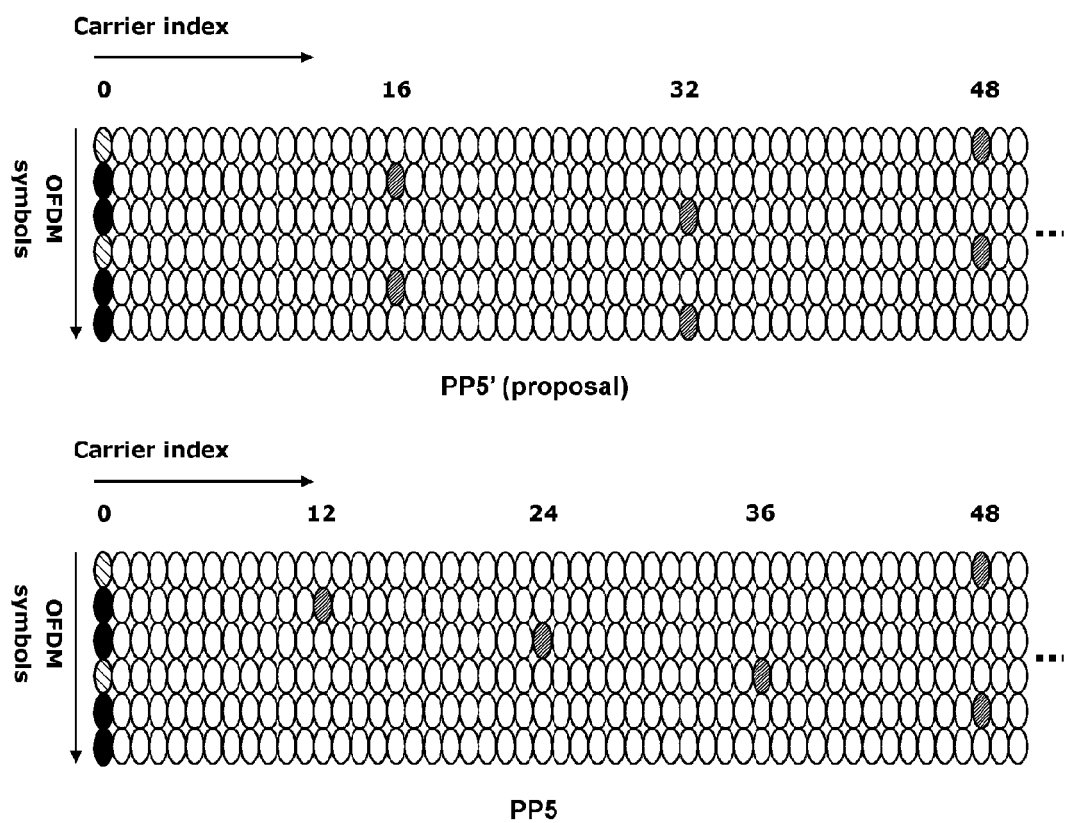 Carrier index
0 16 32 48
OFDM
symbols
PP5' (proposal)
Carrier index
0 12 24 36 48
OFDM
symbols
PP5